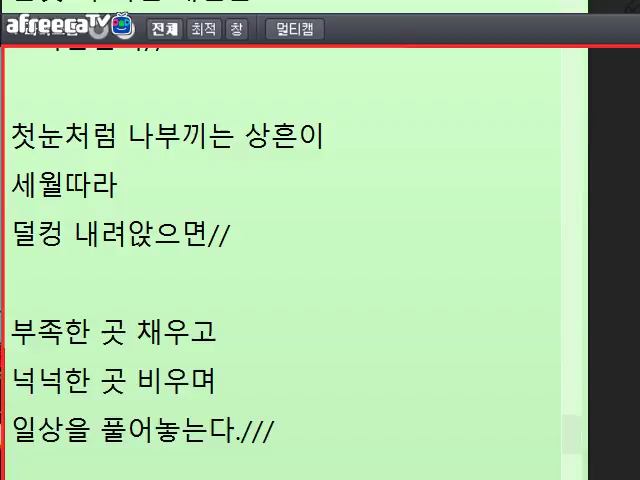 afreecaTV
전체 최적 창 멀티캠
첫눈처럼 나부끼는 상흔이
세월따라
덜컹 내려앉으면//
부족한 곳 채우고
넉넉한 곳 비우며
일상을 풀어놓는다.///